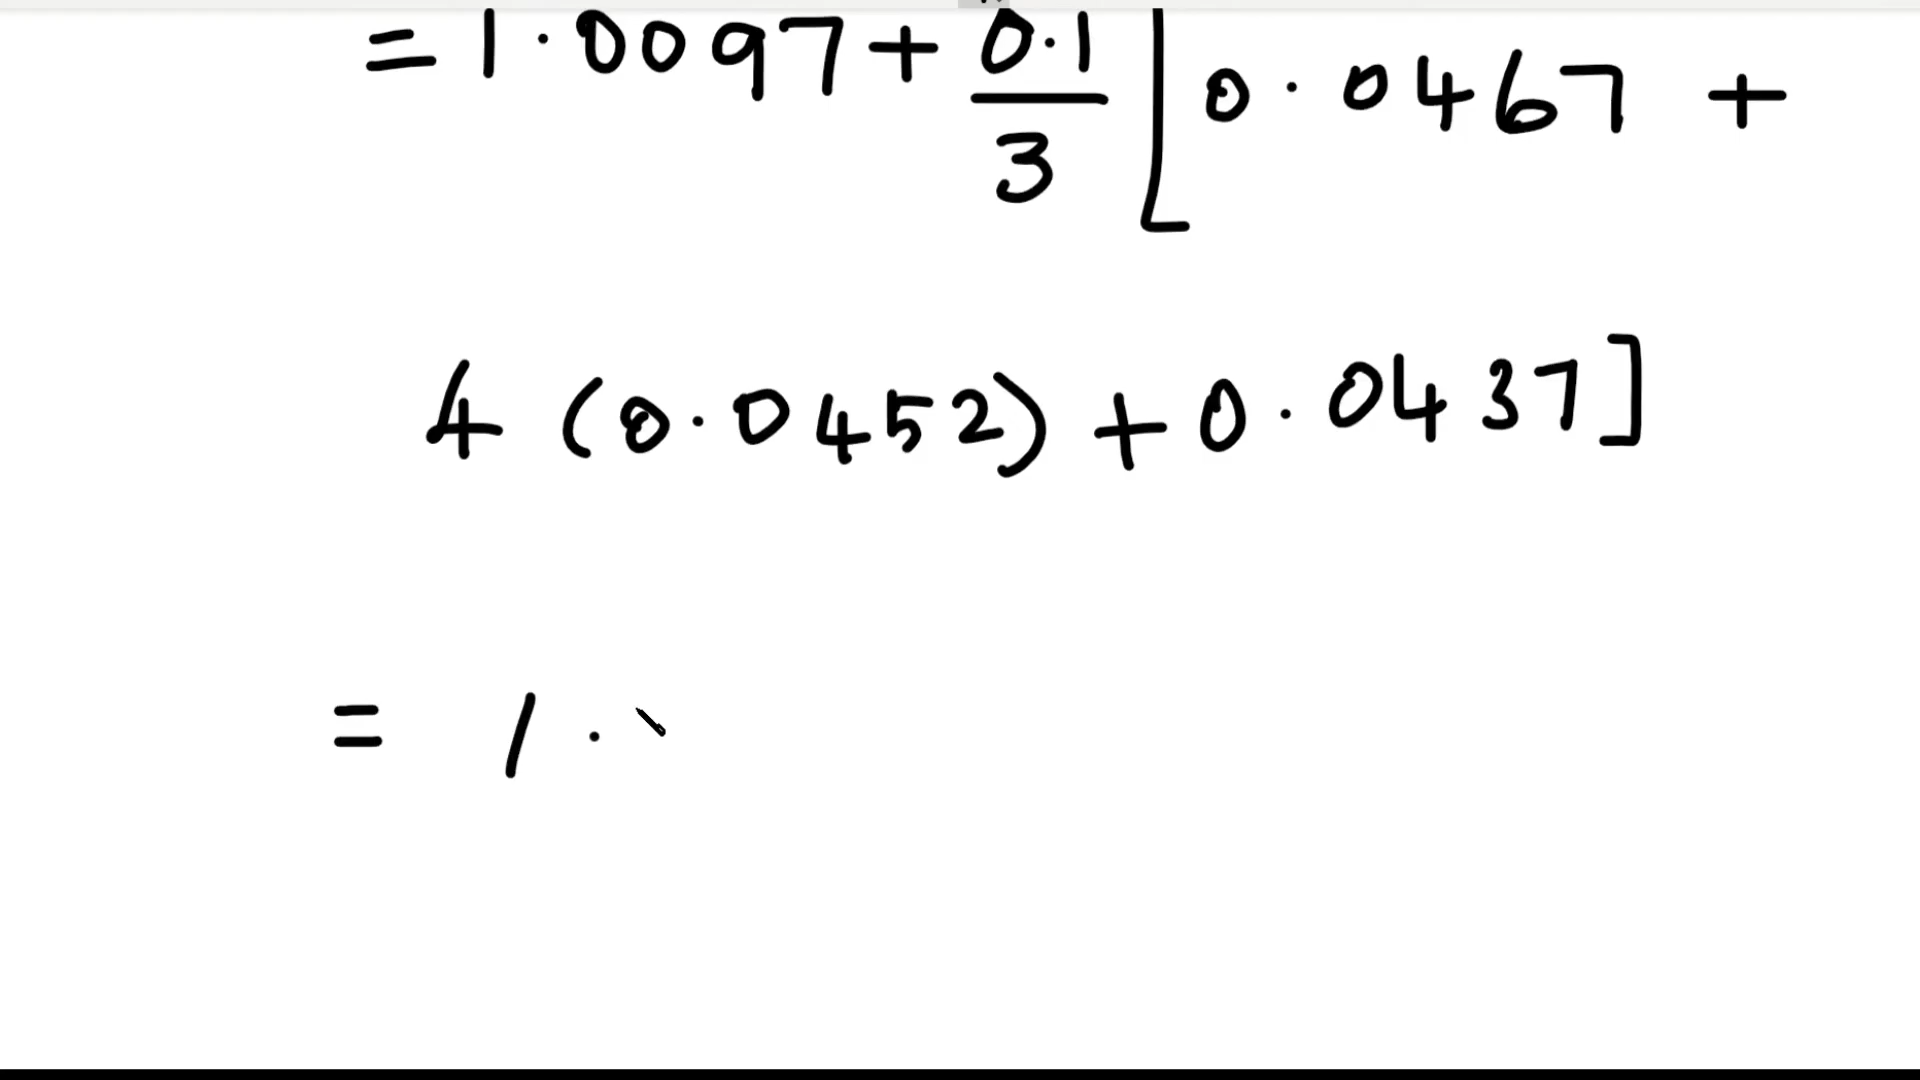 = 1.0097 + 0.1/3 [ 0.0467 +
4 (0.0452) + 0.0437 ]
= 1.